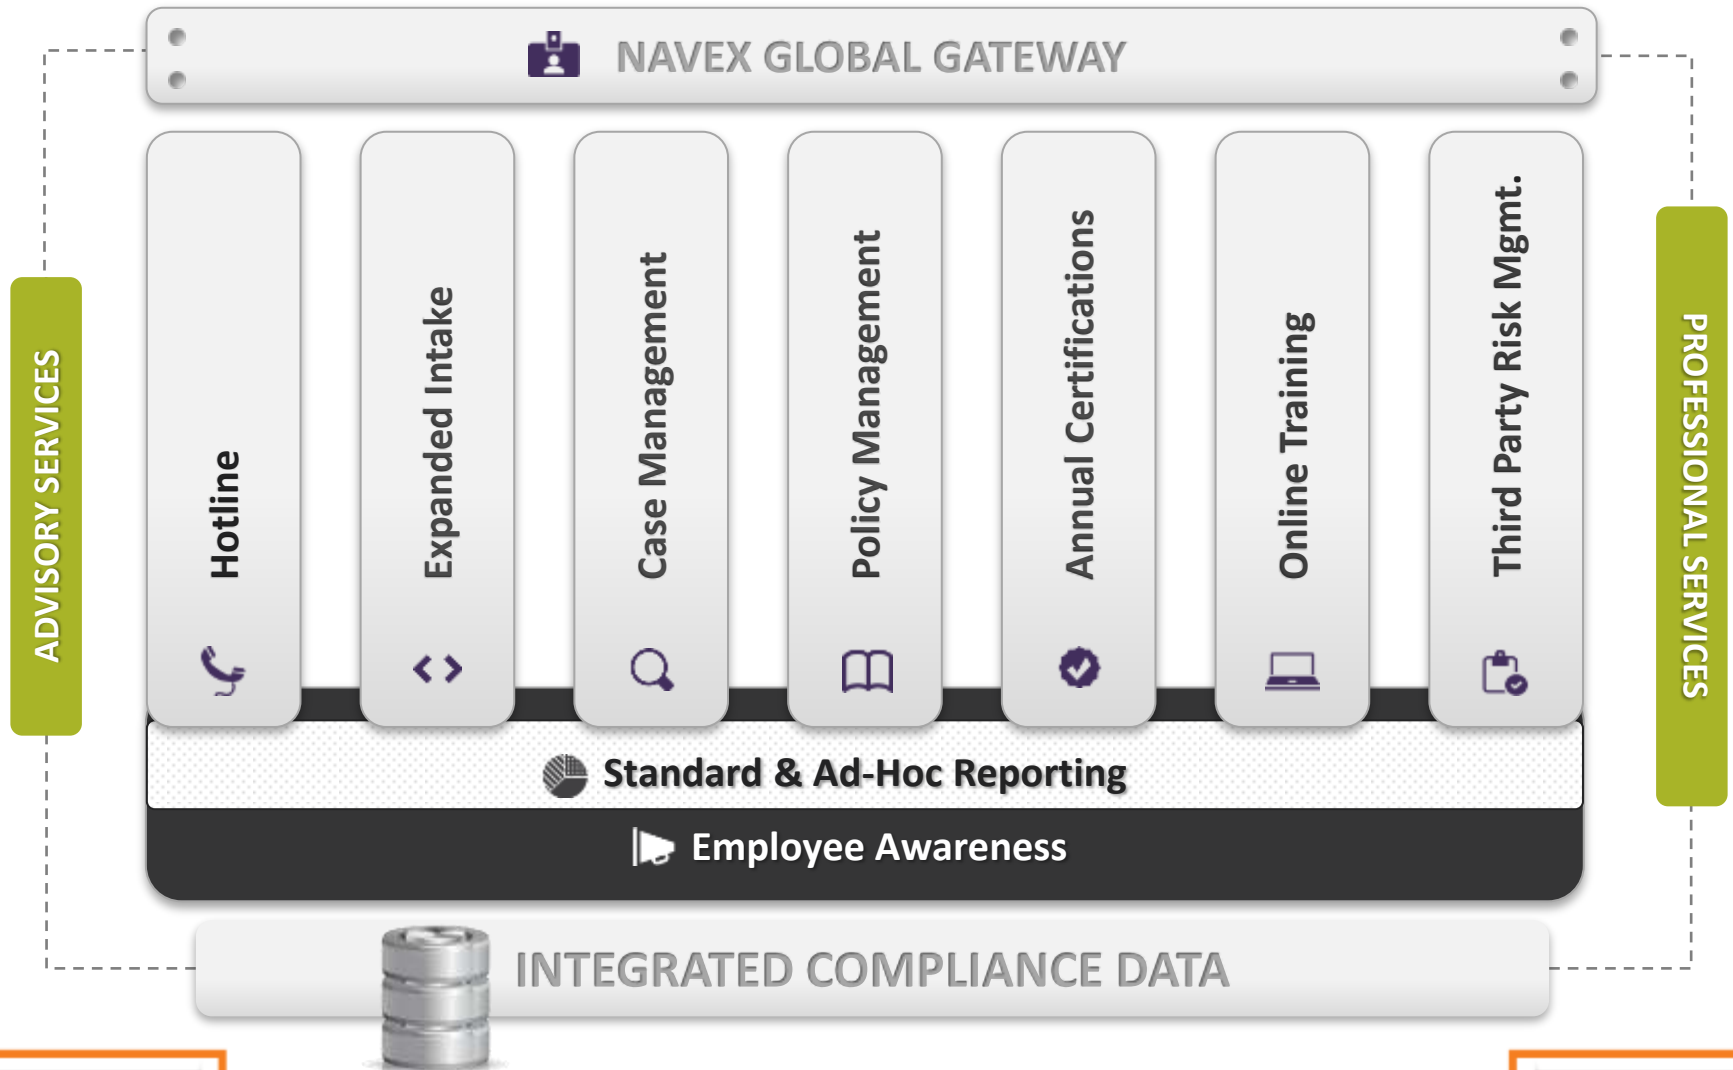 NAVEX GLOBAL GATEWAY
ADVISORY SERVICES
Hotline
Expanded Intake
Case Management
Policy Management
Annual Certifications
Online Training
Third Party Risk Mgmt.
PROFESSIONAL SERVICES
Standard & Ad-Hoc Reporting
Employee Awareness
INTEGRATED COMPLIANCE DATA